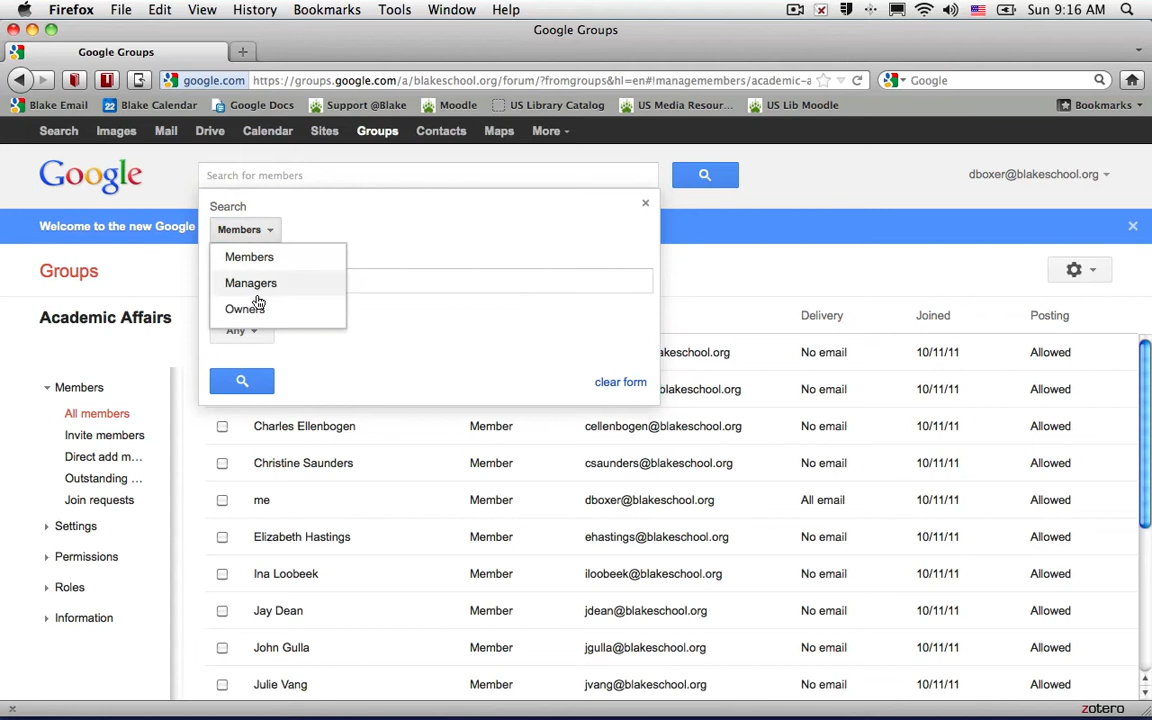 Firefox File Edit View History Bookmarks Tools Window Help Sun 9:16 AM
Google Groups
Google Groups
google.com https://groups.google.com/a/blakeschool.org/forum/?fromgroups&hl=en#!managemembers/academic-a Google
Blake Email 22 Blake Calendar Google Docs Support @Blake Moodle US Library Catalog US Media Resour... US Lib Moodle Bookmarks
Search Images Mail Drive Calendar Sites Groups Contacts Maps More
Google Search for members dboxer@blakeschool.org
Search
Welcome to the new Google
Members
Members
Managers
Owners
Any
clear form
Groups
Academic Affairs
Members
All members
Invite members
Direct add m...
Outstanding ...
Join requests
Settings
Permissions
Roles
Information
Delivery Joined Posting
akeschool.org No email 10/11/11 Allowed
blakeschool.org No email 10/11/11 Allowed
Charles Ellenbogen Member cellenbogen@blakeschool.org No email 10/11/11 Allowed
Christine Saunders Member csaunders@blakeschool.org No email 10/11/11 Allowed
me Member dboxer@blakeschool.org All email 10/11/11 Allowed
Elizabeth Hastings Member ehastings@blakeschool.org No email 10/11/11 Allowed
Ina Loobeek Member iloobeek@blakeschool.org No email 10/11/11 Allowed
Jay Dean Member jdean@blakeschool.org No email 10/11/11 Allowed
John Gulla Member jgulla@blakeschool.org No email 10/11/11 Allowed
Julie Vang Member jvang@blakeschool.org No email 10/11/11 Allowed
zotero